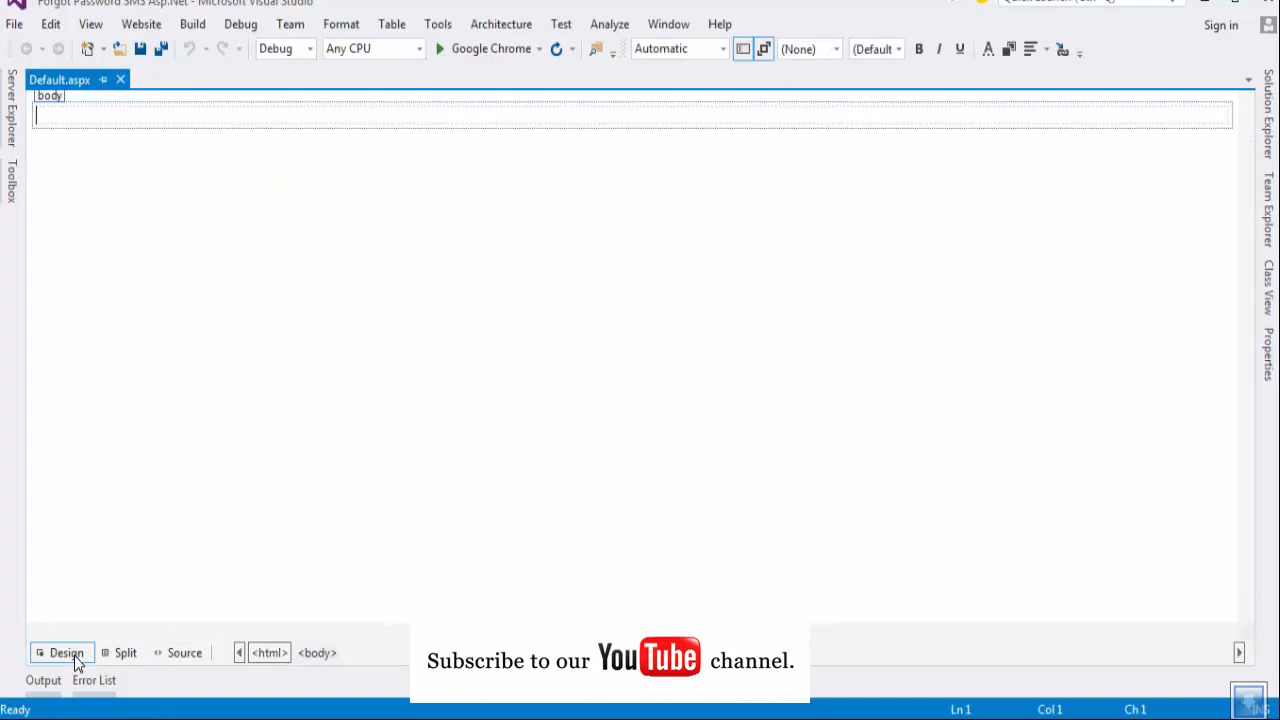 Forgot Password SMS Asp.Net - Microsoft Visual Studio
File Edit View Website Build Debug Team Format Table Tools Architecture Test Analyze Window Help
Sign in
Debug Any CPU Google Chrome Automatic (None) (Default B I U A
Default.aspx
body
Server Explorer
Toolbox
Solution Explorer
Team Explorer
Class View
Properties
Design Split Source <html> <body>
Subscribe to our YouTube channel.
Output Error List
Ready Ln 1 Col 1 Ch 1 INS